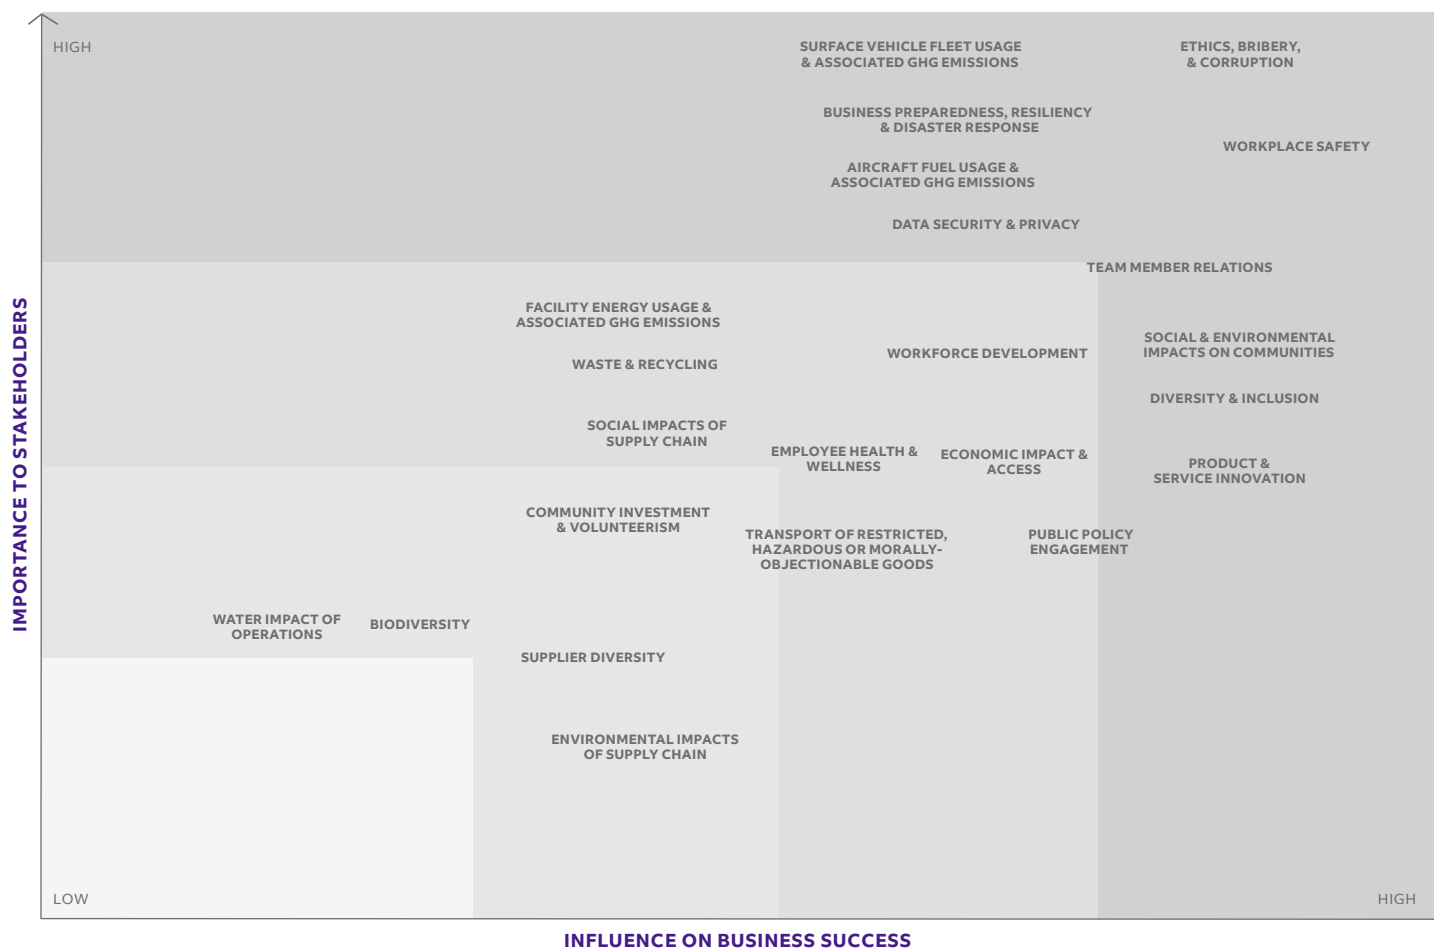 HIGH
SURFACE VEHICLE FLEET USAGE
& ASSOCIATED GHG EMISSIONS
ETHICS, BRIBERY,
& CORRUPTION
BUSINESS PREPAREDNESS, RESILIENCY
& DISASTER RESPONSE
WORKPLACE SAFETY
AIRCRAFT FUEL USAGE &
ASSOCIATED GHG EMISSIONS
DATA SECURITY & PRIVACY
TEAM MEMBER RELATIONS
FACILITY ENERGY USAGE &
ASSOCIATED GHG EMISSIONS
SOCIAL & ENVIRONMENTAL
IMPACTS ON COMMUNITIES
WORKFORCE DEVELOPMENT
WASTE & RECYCLING
DIVERSITY & INCLUSION
SOCIAL IMPACTS OF
SUPPLY CHAIN
EMPLOYEE HEALTH &
WELLNESS
ECONOMIC IMPACT &
ACCESS
PRODUCT &
SERVICE INNOVATION
COMMUNITY INVESTMENT
& VOLUNTEERISM
TRANSPORT OF RESTRICTED,
HAZARDOUS OR MORALLY-
OBJECTIONABLE GOODS
PUBLIC POLICY
ENGAGEMENT
WATER IMPACT OF
OPERATIONS
BIODIVERSITY
SUPPLIER DIVERSITY
ENVIRONMENTAL IMPACTS
OF SUPPLY CHAIN
LOW
HIGH
IMPORTANCE TO STAKEHOLDERS
INFLUENCE ON BUSINESS SUCCESS